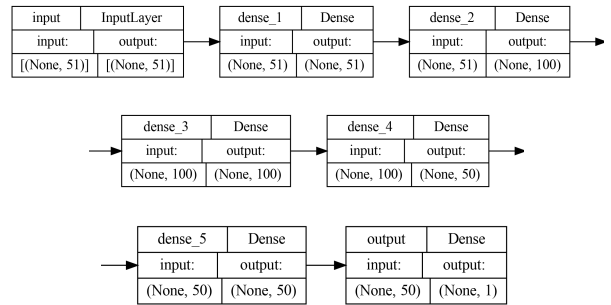 input InputLayer
input: output:
[(None, 51)] [(None, 51)]
dense_1 Dense
input: output:
(None, 51) (None, 51)
dense_2 Dense
input: output:
(None, 51) (None, 100)
dense_3 Dense
input: output:
(None, 100) (None, 100)
dense_4 Dense
input: output:
(None, 100) (None, 50)
dense_5 Dense
input: output:
(None, 50) (None, 50)
output Dense
input: output:
(None, 50) (None, 1)